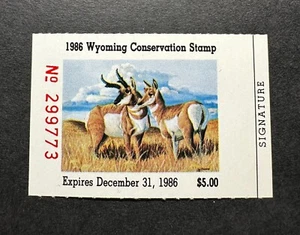 1986 Wyoming Conservation Stamp
No 299773
Expires December 31, 1986 $5.00
SIGNATURE